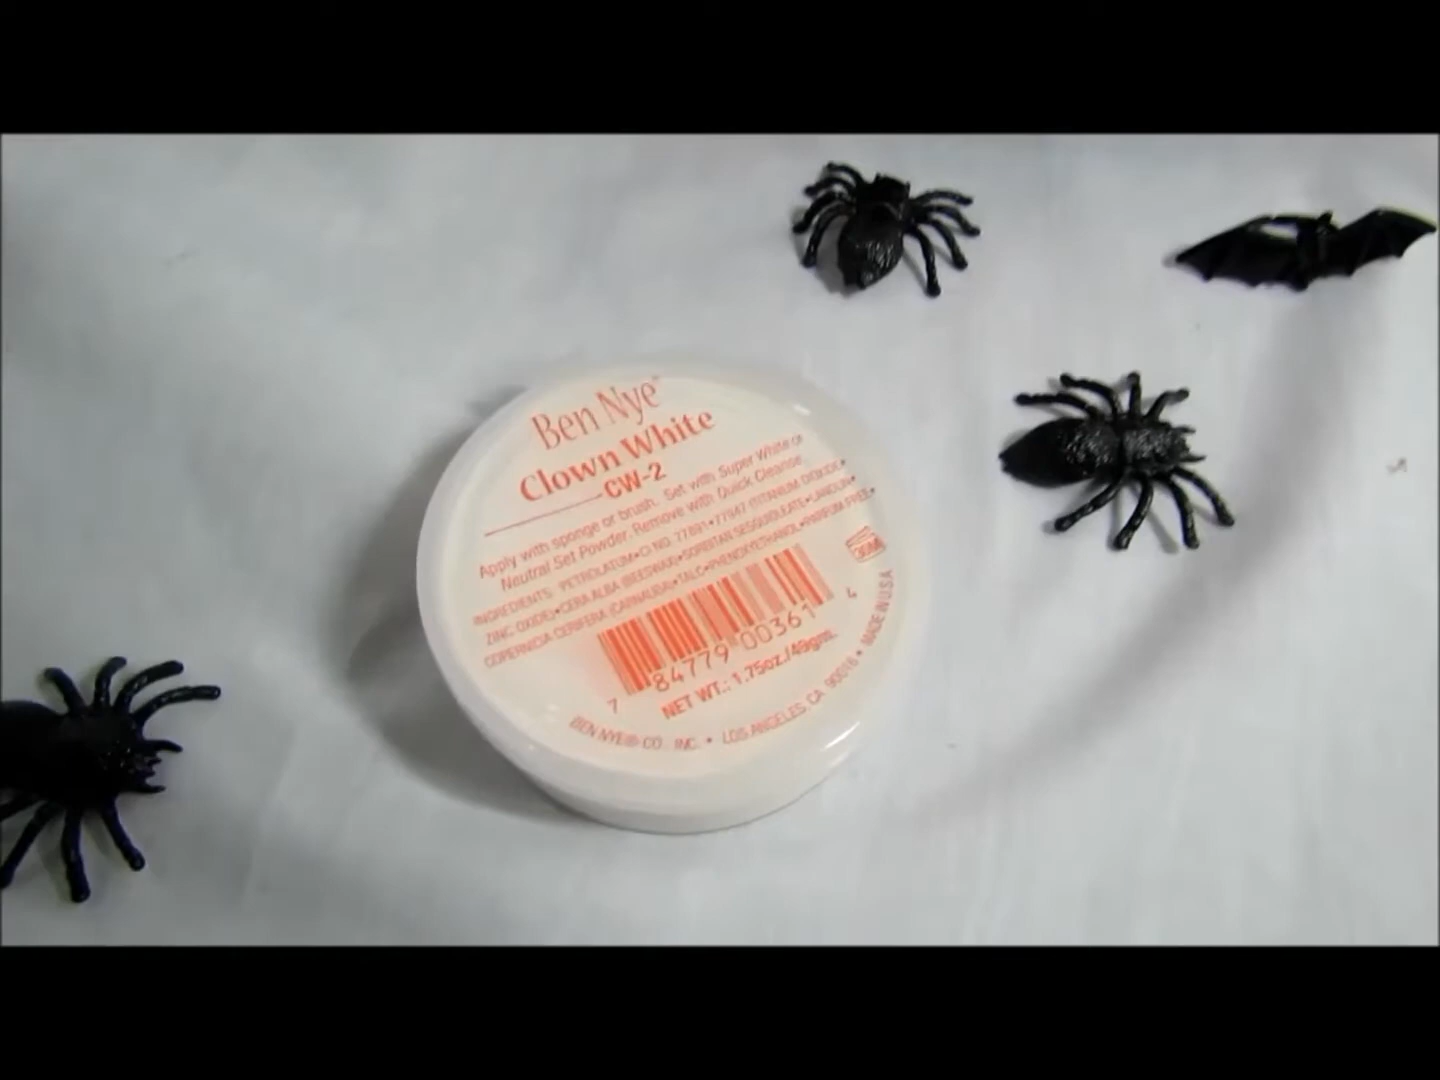 Ben Nye™
Clown White
CW-2
Apply with sponge or brush. Set with Super White or
Neutral Set Powder. Remove with Quick Cleanse
INGREDIENTS: PETROLATUM•CI NO. 77891•77947 (TITANIUM DIOXIDE•
ZINC OXIDE)•CERA ALBA (BEESWAX)•SORBITAN SESQUIOLEATE•LANOLIN•
COPERNICIA CERIFERA (CARNAUBA)•TALC•PHENOXYETHANOL•PARFUM FREE•
7 84779 00361 4
NET WT.: 1.75oz./49gm.
BEN NYE® CO. INC. • LOS ANGELES, CA 90016 • MADE IN USA